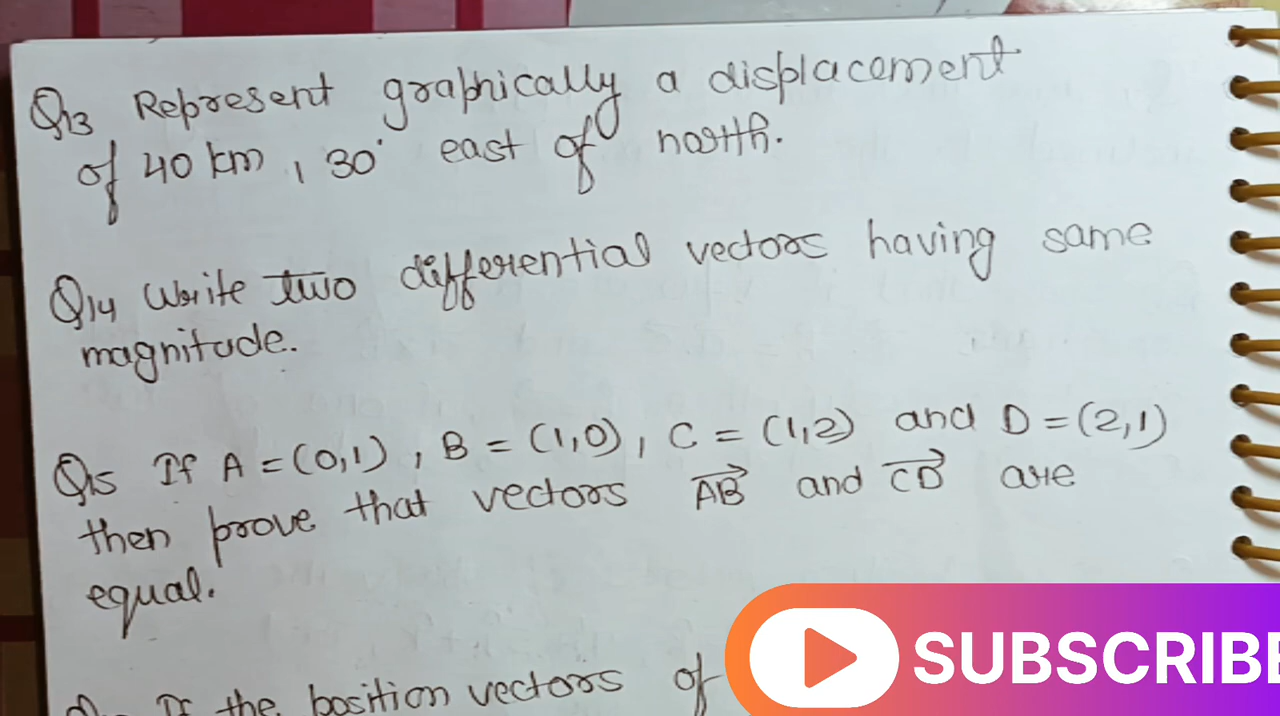 Q13 Represent graphically a displacement
of 40 km, 30° east of north.
Q14 Write two differential vectors having same
magnitude.
Q15 If A = (0,1), B = (1,0), C = (1,2) and D = (2,1)
then prove that vectors AB and CD are
equal.
If the position vectors of
SUBSCRIBE